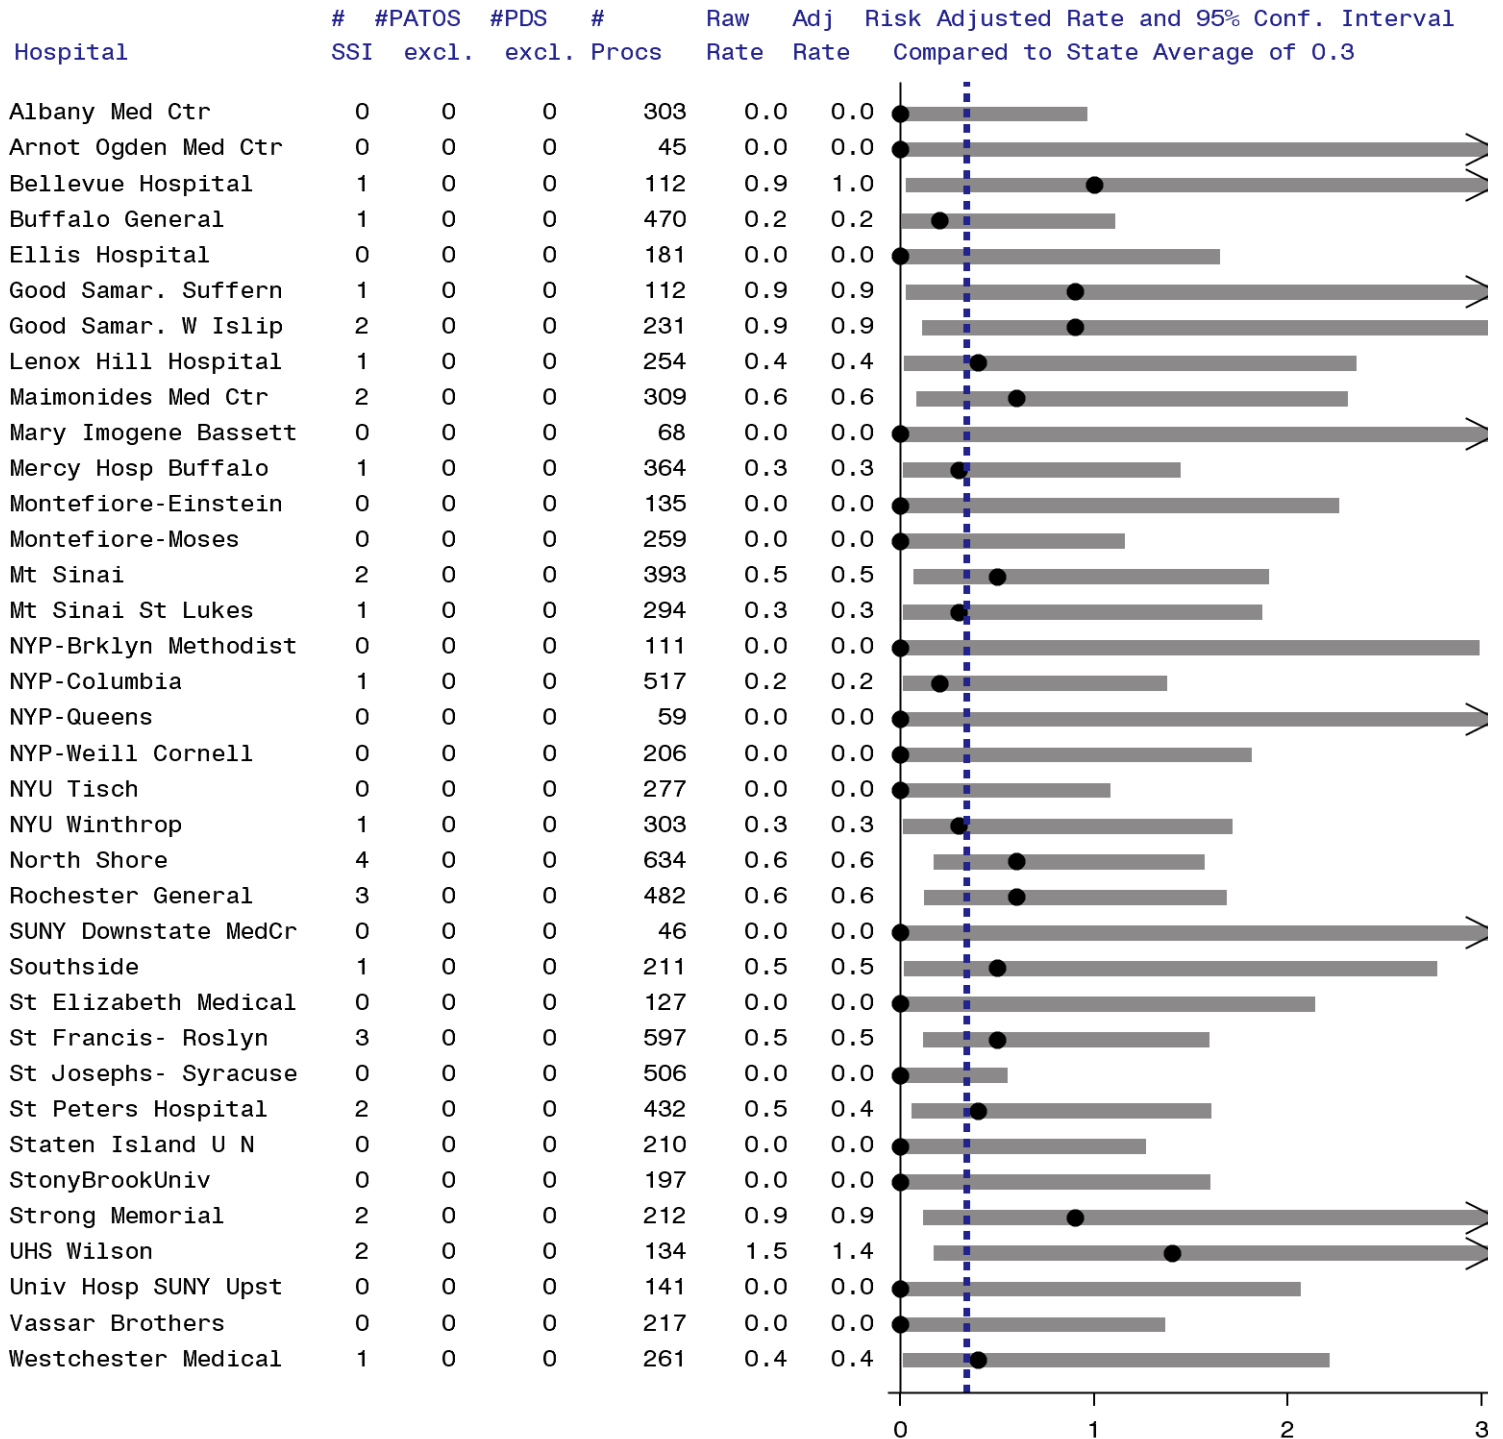 # #PATOS #PDS # Raw Adj Risk Adjusted Rate and 95% Conf. Interval
Hospital SSI excl. excl. Procs Rate Rate Compared to State Average of 0.3
Albany Med Ctr 0 0 0 303 0.0 0.0
Arnot Ogden Med Ctr 0 0 0 45 0.0 0.0
Bellevue Hospital 1 0 0 112 0.9 1.0
Buffalo General 1 0 0 470 0.2 0.2
Ellis Hospital 0 0 0 181 0.0 0.0
Good Samar. Suffern 1 0 0 112 0.9 0.9
Good Samar. W Islip 2 0 0 231 0.9 0.9
Lenox Hill Hospital 1 0 0 254 0.4 0.4
Maimonides Med Ctr 2 0 0 309 0.6 0.6
Mary Imogene Bassett 0 0 0 68 0.0 0.0
Mercy Hosp Buffalo 1 0 0 364 0.3 0.3
Montefiore-Einstein 0 0 0 135 0.0 0.0
Montefiore-Moses 0 0 0 259 0.0 0.0
Mt Sinai 2 0 0 393 0.5 0.5
Mt Sinai St Lukes 1 0 0 294 0.3 0.3
NYP-Brklyn Methodist 0 0 0 111 0.0 0.0
NYP-Columbia 1 0 0 517 0.2 0.2
NYP-Queens 0 0 0 59 0.0 0.0
NYP-Weill Cornell 0 0 0 206 0.0 0.0
NYU Tisch 0 0 0 277 0.0 0.0
NYU Winthrop 1 0 0 303 0.3 0.3
North Shore 4 0 0 634 0.6 0.6
Rochester General 3 0 0 482 0.6 0.6
SUNY Downstate MedCr 0 0 0 46 0.0 0.0
Southside 1 0 0 211 0.5 0.5
St Elizabeth Medical 0 0 0 127 0.0 0.0
St Francis- Roslyn 3 0 0 597 0.5 0.5
St Josephs- Syracuse 0 0 0 506 0.0 0.0
St Peters Hospital 2 0 0 432 0.5 0.4
Staten Island U N 0 0 0 210 0.0 0.0
StonyBrookUniv 0 0 0 197 0.0 0.0
Strong Memorial 2 0 0 212 0.9 0.9
UHS Wilson 2 0 0 134 1.5 1.4
Univ Hosp SUNY Upst 0 0 0 141 0.0 0.0
Vassar Brothers 0 0 0 217 0.0 0.0
Westchester Medical 1 0 0 261 0.4 0.4
0 1 2 3